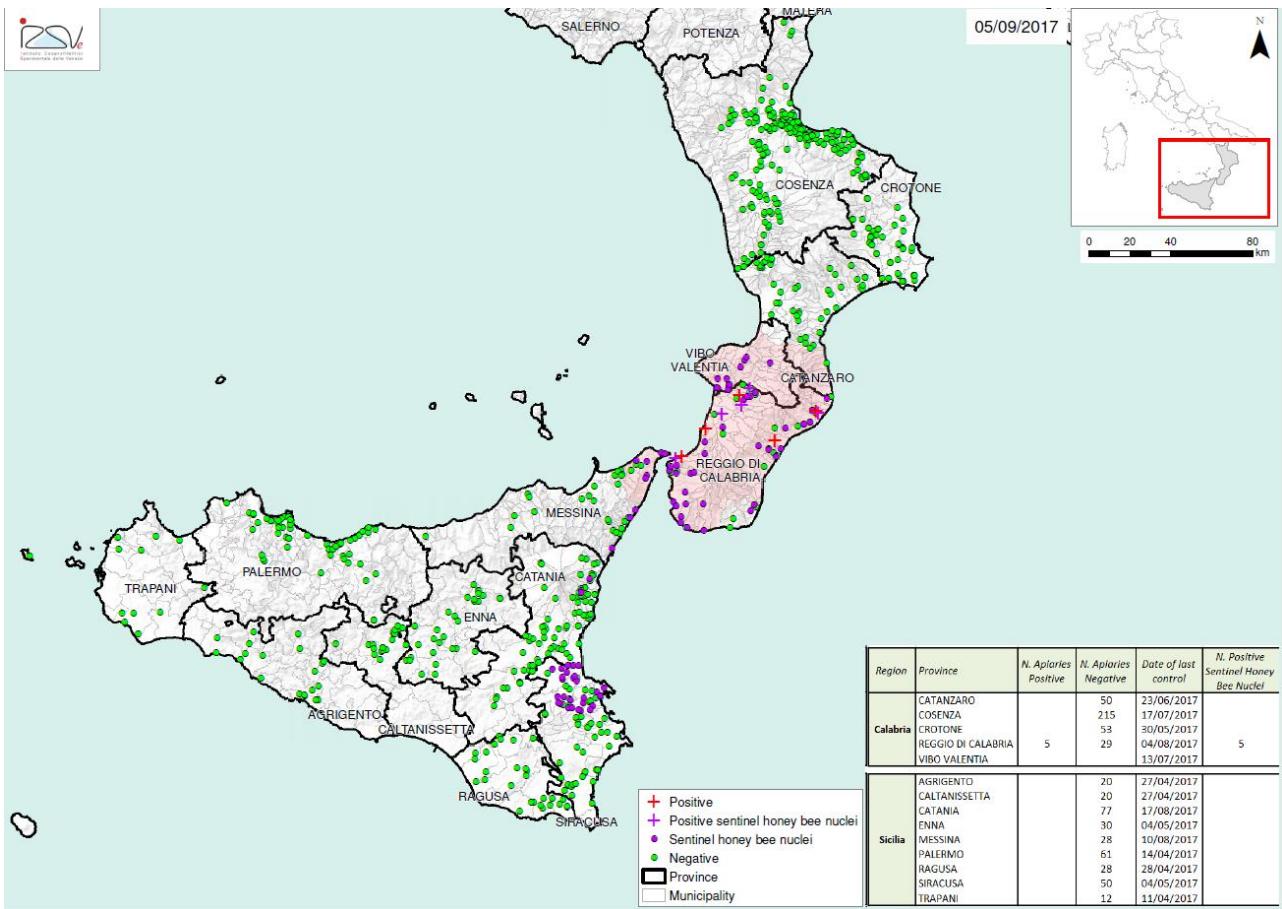 IZSVe
Istituto Zooprofilattico
Sperimentale delle Venezie
MATERA
SALERNO
POTENZA
05/09/2017
N
COSENZA
CROTONE
0 20 40 80
km
VIBO
VALENTIA
CATANZARO
REGGIO DI
CALABRIA
MESSINA
PALERMO
TRAPANI
CATANIA
ENNA
AGRIGENTO
CALTANISSETTA
RAGUSA
SIRACUSA
Positive
Positive sentinel honey bee nuclei
Sentinel honey bee nuclei
Negative
Province
Municipality
Region Province N. Apiaries Positive N. Apiaries Negative Date of last control N. Positive Sentinel Honey Bee Nuclei
Calabria
CATANZARO 50 23/06/2017
COSENZA 215 17/07/2017
CROTONE 53 30/05/2017
REGGIO DI CALABRIA 5 29 04/08/2017 5
VIBO VALENTIA 13/07/2017
Sicilia
AGRIGENTO 20 27/04/2017
CALTANISSETTA 20 27/04/2017
CATANIA 77 17/08/2017
ENNA 30 04/05/2017
MESSINA 28 10/08/2017
PALERMO 61 14/04/2017
RAGUSA 28 28/04/2017
SIRACUSA 50 04/05/2017
TRAPANI 12 11/04/2017